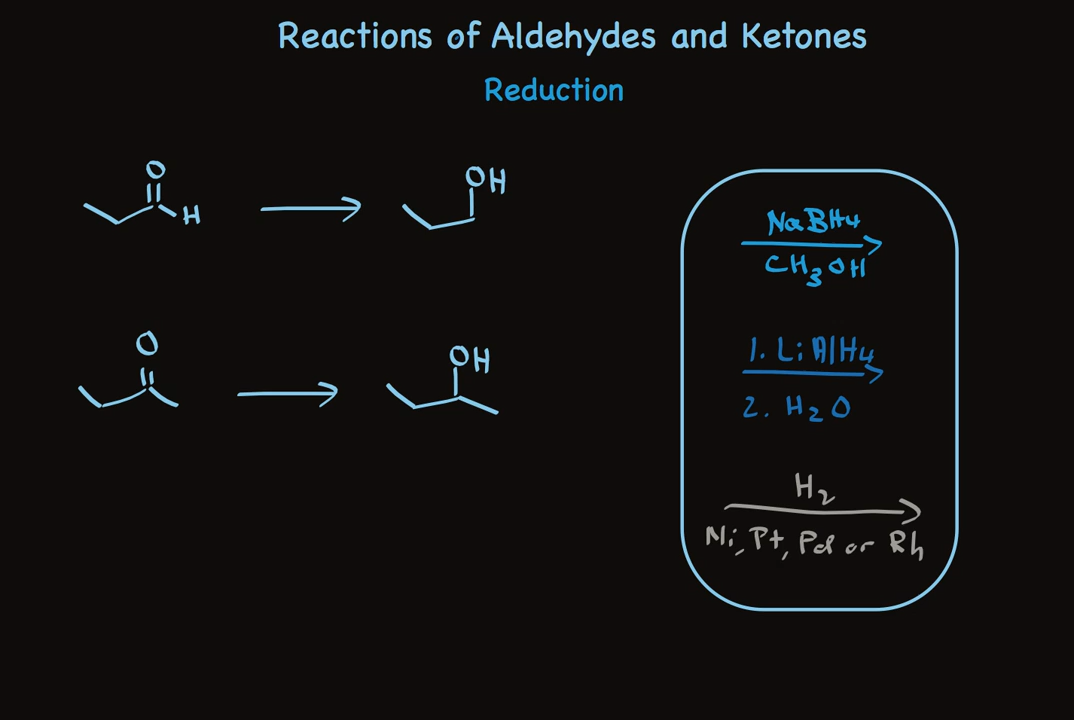 Reactions of Aldehydes and Ketones
Reduction
O
H
OH
O
OH
NaBH4
CH3OH
1. LiAlH4
2. H2O
H2
Ni, Pt, Pd or Rh